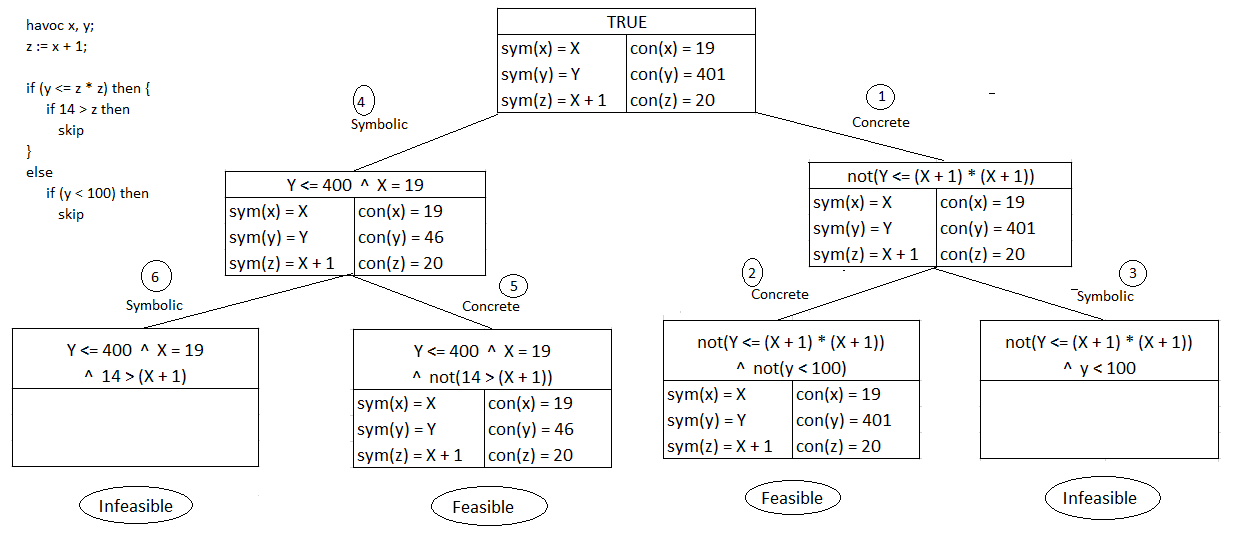 havoc x, y;
z := x + 1;
if (y <= z * z) then {
if 14 > z then
skip
}
else
if (y < 100) then
skip
TRUE
sym(x) = X
con(x) = 19
sym(y) = Y
con(y) = 401
sym(z) = X + 1
con(z) = 20
4
Symbolic
1
Concrete
Y <= 400 ^ X = 19
sym(x) = X
con(x) = 19
sym(y) = Y
con(y) = 46
sym(z) = X + 1
con(z) = 20
not(Y <= (X + 1) * (X + 1))
sym(x) = X
con(x) = 19
sym(y) = Y
con(y) = 401
sym(z) = X + 1
con(z) = 20
6
Symbolic
5
Concrete
2
Concrete
3
Symbolic
Y <= 400 ^ X = 19
^ 14 > (X + 1)
Y <= 400 ^ X = 19
^ not(14 > (X + 1))
sym(x) = X
con(x) = 19
sym(y) = Y
con(y) = 46
sym(z) = X + 1
con(z) = 20
not(Y <= (X + 1) * (X + 1))
^ not(y < 100)
sym(x) = X
con(x) = 19
sym(y) = Y
con(y) = 401
sym(z) = X + 1
con(z) = 20
not(Y <= (X + 1) * (X + 1))
^ y < 100
Infeasible
Feasible
Feasible
Infeasible